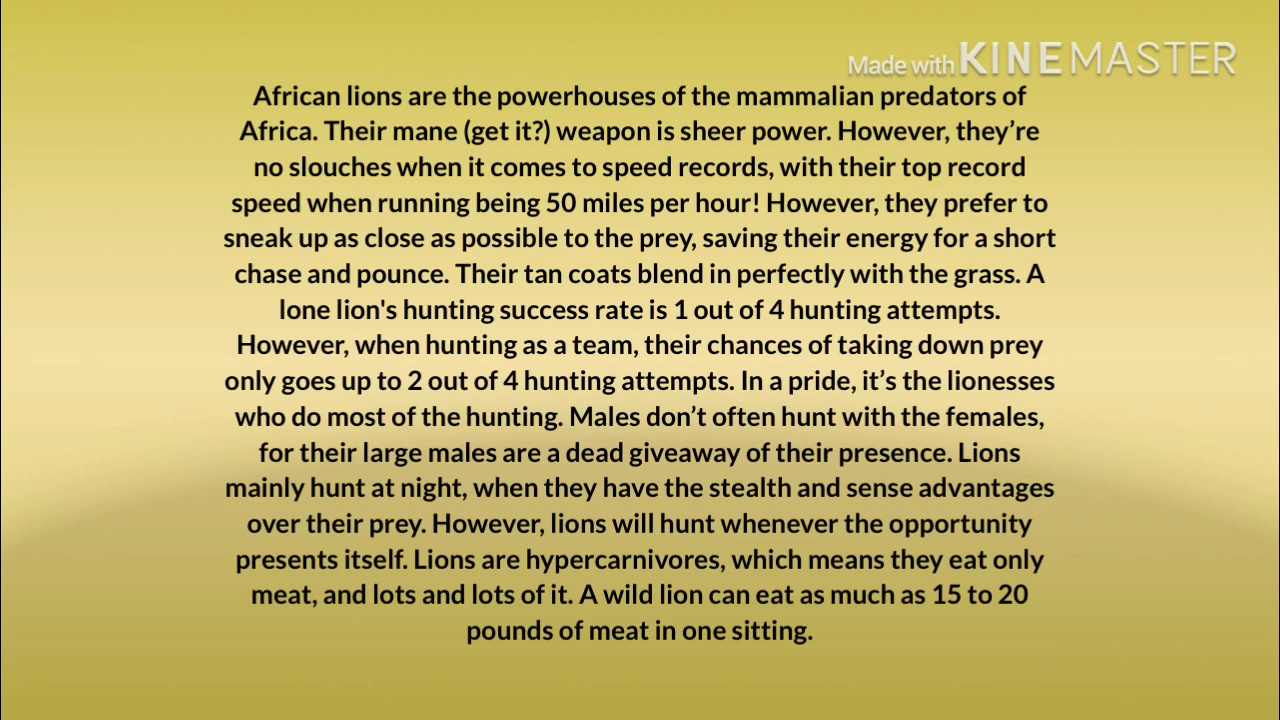 Made with KINEMASTER
African lions are the powerhouses of the mammalian predators of
Africa. Their mane (get it?) weapon is sheer power. However, they’re
no slouches when it comes to speed records, with their top record
speed when running being 50 miles per hour! However, they prefer to
sneak up as close as possible to the prey, saving their energy for a short
chase and pounce. Their tan coats blend in perfectly with the grass. A
lone lion's hunting success rate is 1 out of 4 hunting attempts.
However, when hunting as a team, their chances of taking down prey
only goes up to 2 out of 4 hunting attempts. In a pride, it’s the lionesses
who do most of the hunting. Males don’t often hunt with the females,
for their large males are a dead giveaway of their presence. Lions
mainly hunt at night, when they have the stealth and sense advantages
over their prey. However, lions will hunt whenever the opportunity
presents itself. Lions are hypercarnivores, which means they eat only
meat, and lots and lots of it. A wild lion can eat as much as 15 to 20
pounds of meat in one sitting.